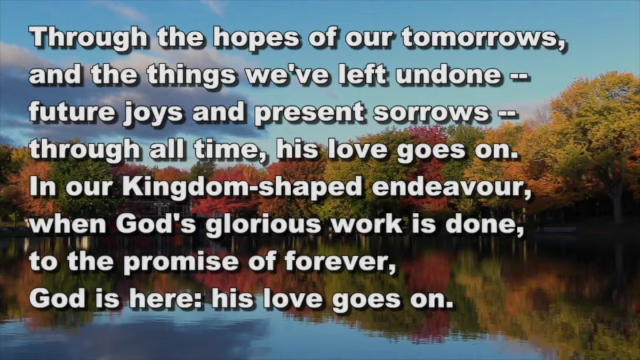 Through the hopes of our tomorrows,
and the things we've left undone --
future joys and present sorrows --
through all time, his love goes on.
In our Kingdom-shaped endeavour,
when God's glorious work is done,
to the promise of forever,
God is here: his love goes on.